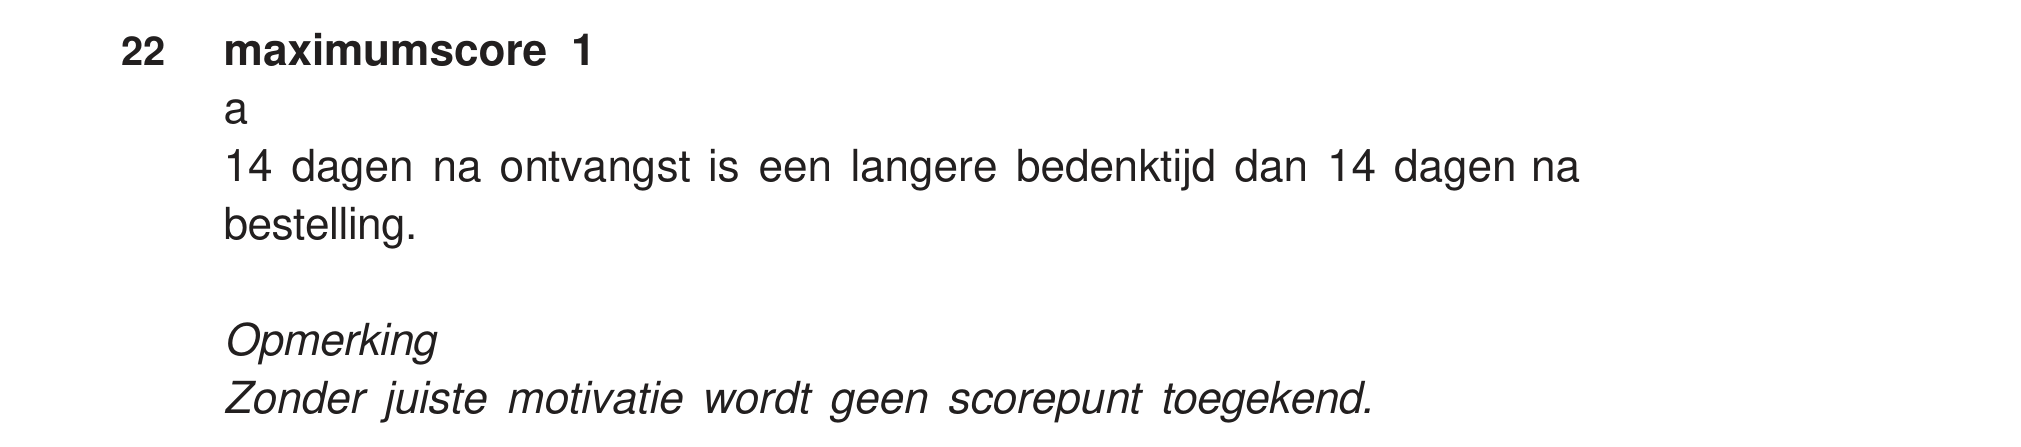 22 maximumscore 1
a
14 dagen na ontvangst is een langere bedenktijd dan 14 dagen na
bestelling.
Opmerking
Zonder juiste motivatie wordt geen scorepunt toegekend.